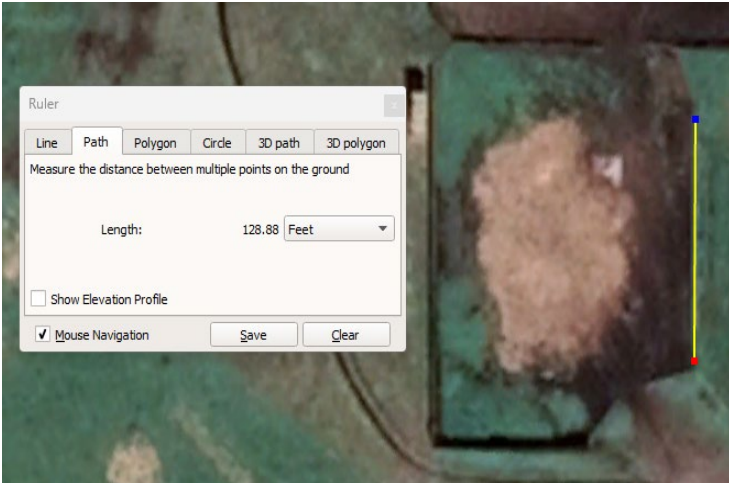 Ruler
x
Line Path Polygon Circle 3D path 3D polygon
Measure the distance between multiple points on the ground
Length: 128.88 Feet
Show Elevation Profile
Mouse Navigation Save Clear